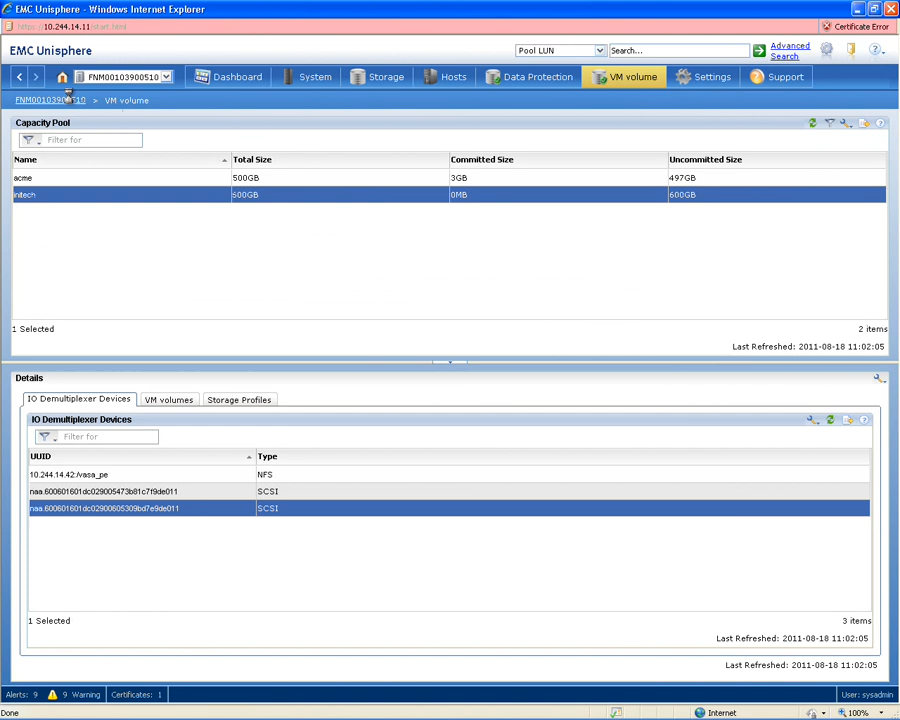 EMC Unisphere - Windows Internet Explorer
https://10.244.14.11/start.html
Certificate Error
EMC Unisphere
Pool LUN
Search...
Advanced Search
FNM00103900510
Dashboard
System
Storage
Hosts
Data Protection
VM volume
Settings
Support
FNM00103900510 > VM volume
Capacity Pool
Filter for
Name Total Size Committed Size Uncommitted Size
acme 500GB 3GB 497GB
initech 600GB 0MB 600GB
1 Selected 2 items
Last Refreshed: 2011-08-18 11:02:05
Details
IO Demultiplexer Devices VM volumes Storage Profiles
IO Demultiplexer Devices
Filter for
UUID Type
10.244.14.42:/vasa_pe NFS
naa.600601601dc029005473b81c7f9de011 SCSI
naa.600601601dc02900605309bd7e9de011 SCSI
1 Selected 3 items
Last Refreshed: 2011-08-18 11:02:05
Last Refreshed: 2011-08-18 11:02:05
Alerts: 9 9 Warning Certificates: 1 User: sysadmin
Done Internet 100%